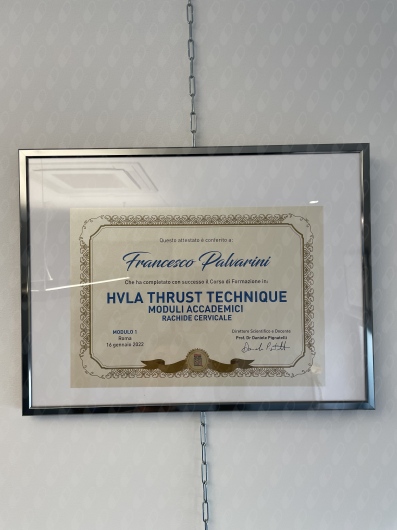 Questo attestato è conferito a:
Francesco Palvarini
Che ha completato con successo il Corso di Formazione in:
HVLA THRUST TECHNIQUE
MODULI ACCADEMICI
RACHIDE CERVICALE
MODULO 1
Roma
16 gennaio 2022
Direttore Scientifico e Docente
Prof. Dr Daniele Pignatelli